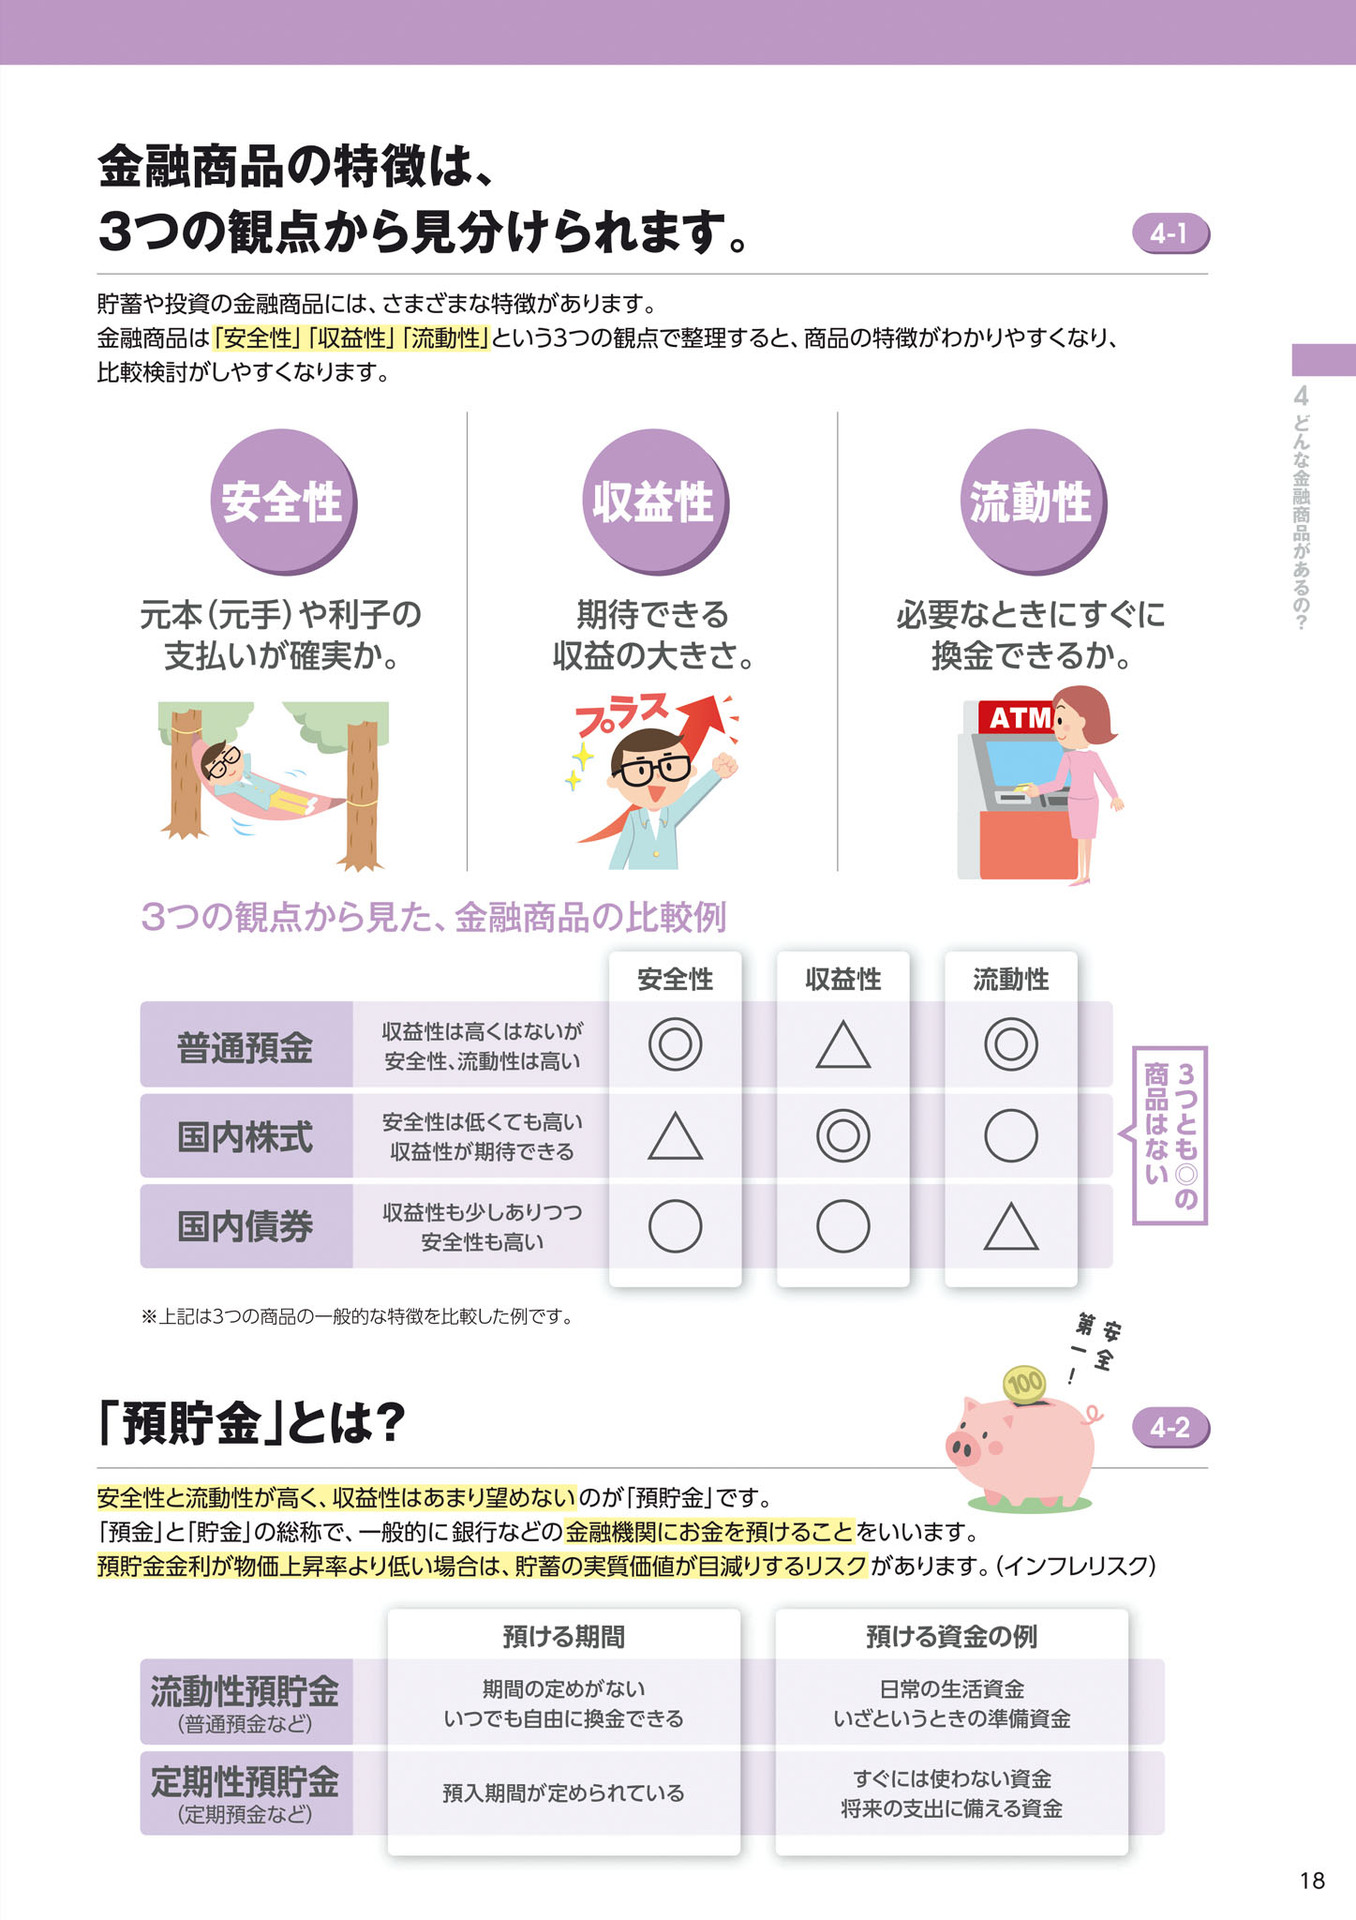 金融商品の特徴は、
3つの観点から見分けられます。
4-1
貯蓄や投資の金融商品には、さまざまな特徴があります。
金融商品は「安全性」「収益性」「流動性」という3つの観点で整理すると、商品の特徴がわかりやすくなり、
比較検討がしやすくなります。
4 どんな金融商品があるの？
安全性
元本（元手）や利子の
支払いが確実か。
収益性
期待できる
収益の大きさ。
プラス
流動性
必要なときにすぐに
換金できるか。
ATM
3つの観点から見た、金融商品の比較例
安全性 収益性 流動性
普通預金
収益性は高くはないが
安全性、流動性は高い
◎ △ ◎
国内株式
安全性は低くても高い
収益性が期待できる
△ ◎ ○
国内債券
収益性も少しありつつ
安全性も高い
○ ○ △
3つとも◎の
商品はない
※上記は3つの商品の一般的な特徴を比較した例です。
安全
第一！
100
「預貯金」とは？
4-2
安全性と流動性が高く、収益性はあまり望めないのが「預貯金」です。
「預金」と「貯金」の総称で、一般的に銀行などの金融機関にお金を預けることをいいます。
預貯金金利が物価上昇率より低い場合は、貯蓄の実質価値が目減りするリスクがあります。（インフレリスク）
預ける期間 預ける資金の例
流動性預貯金
（普通預金など）
期間の定めがない
いつでも自由に換金できる
日常の生活資金
いざというときの準備資金
定期性預貯金
（定期預金など）
預入期間が定められている
すぐには使わない資金
将来の支出に備える資金
18